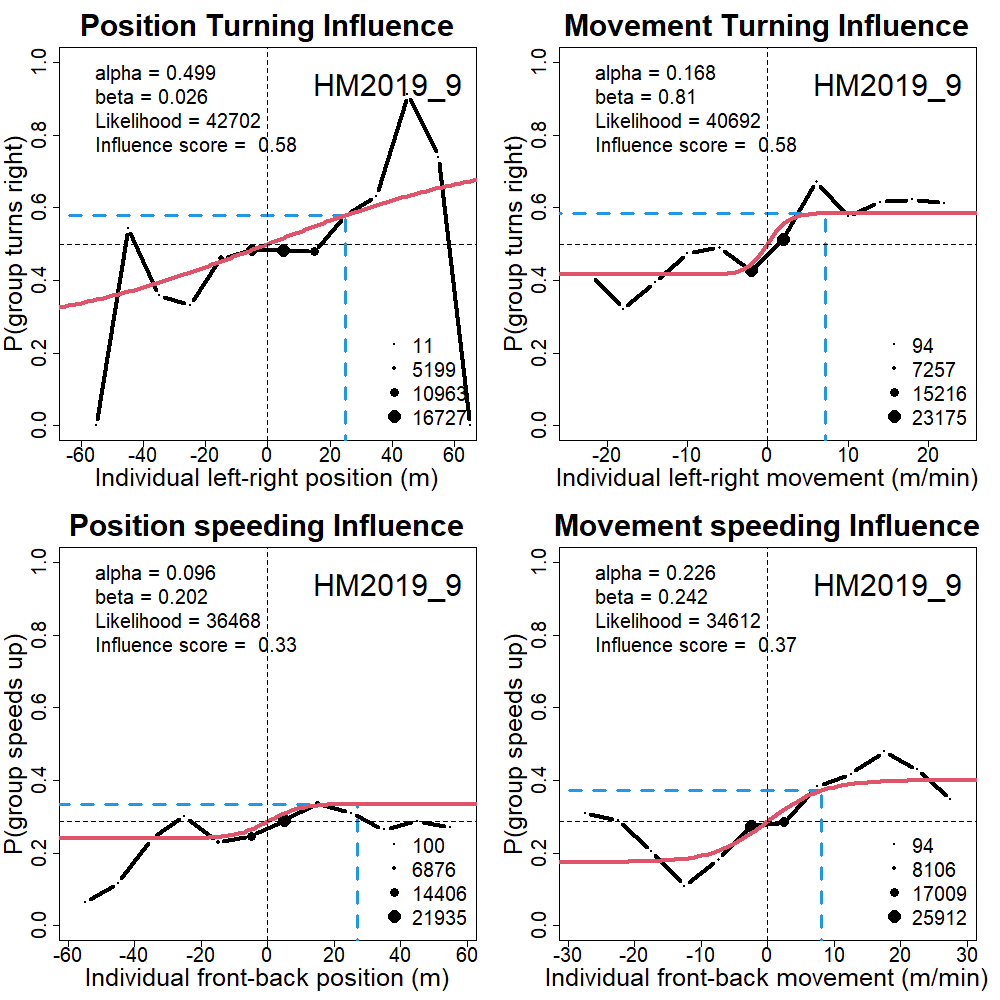 Position Turning Influence
alpha = 0.499
beta = 0.026
Likelihood = 42702
Influence score =  0.58
HM2019_9
P(group turns right)
0.0
0.2
0.4
0.6
0.8
1.0
11
5199
10963
16727
-60 -40 -20 0 20 40 60
Individual left-right position (m)
Movement Turning Influence
alpha = 0.168
beta = 0.81
Likelihood = 40692
Influence score =  0.58
HM2019_9
P(group turns right)
0.0
0.2
0.4
0.6
0.8
1.0
94
7257
15216
23175
-20 -10 0 10 20
Individual left-right movement (m/min)
Position speeding Influence
alpha = 0.096
beta = 0.202
Likelihood = 36468
Influence score =  0.33
HM2019_9
P(group speeds up)
0.0
0.2
0.4
0.6
0.8
1.0
100
6876
14406
21935
-60 -40 -20 0 20 40 60
Individual front-back position (m)
Movement speeding Influence
alpha = 0.226
beta = 0.242
Likelihood = 34612
Influence score =  0.37
HM2019_9
P(group speeds up)
0.0
0.2
0.4
0.6
0.8
1.0
94
8106
17009
25912
-30 -20 -10 0 10 20 30
Individual front-back movement (m/min)